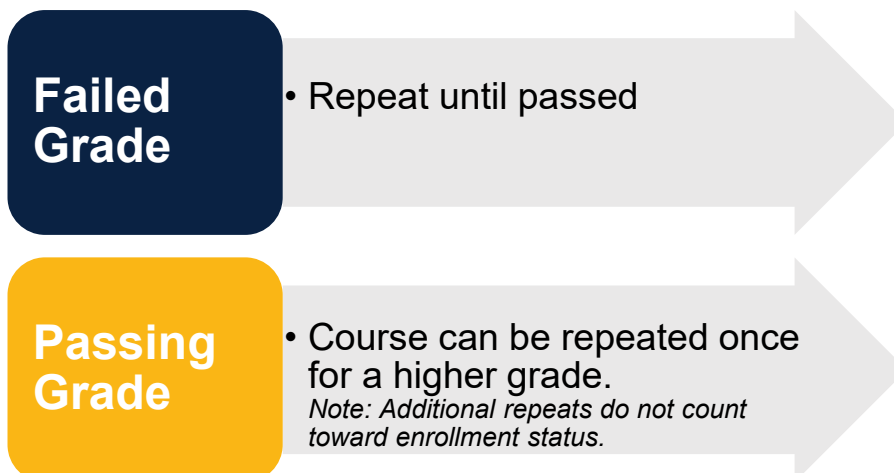 Failed
Grade
• Repeat until passed
Passing
Grade
• Course can be repeated once
for a higher grade.
Note: Additional repeats do not count
toward enrollment status.